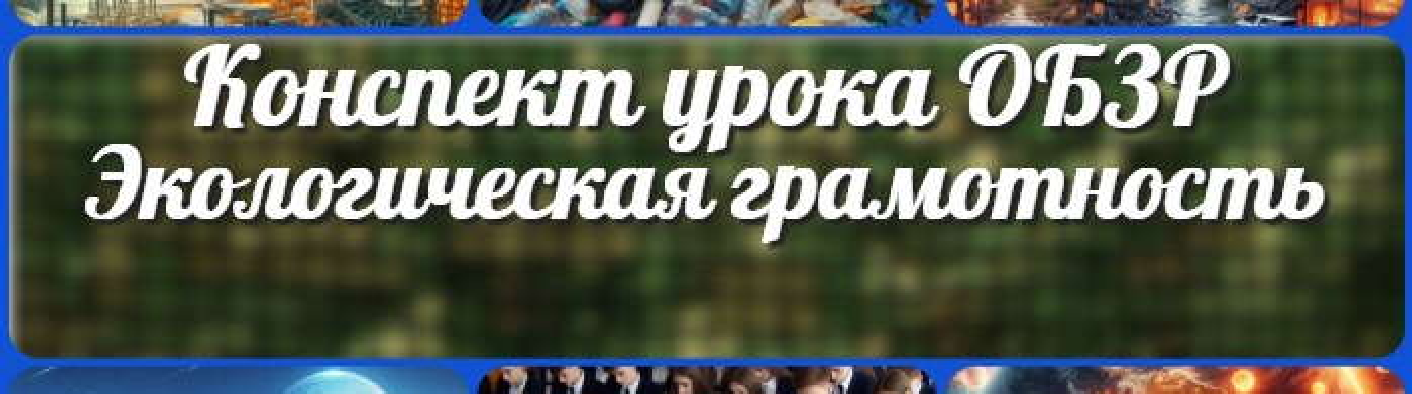 Конспект урока ОБЗР
Экологическая грамотность